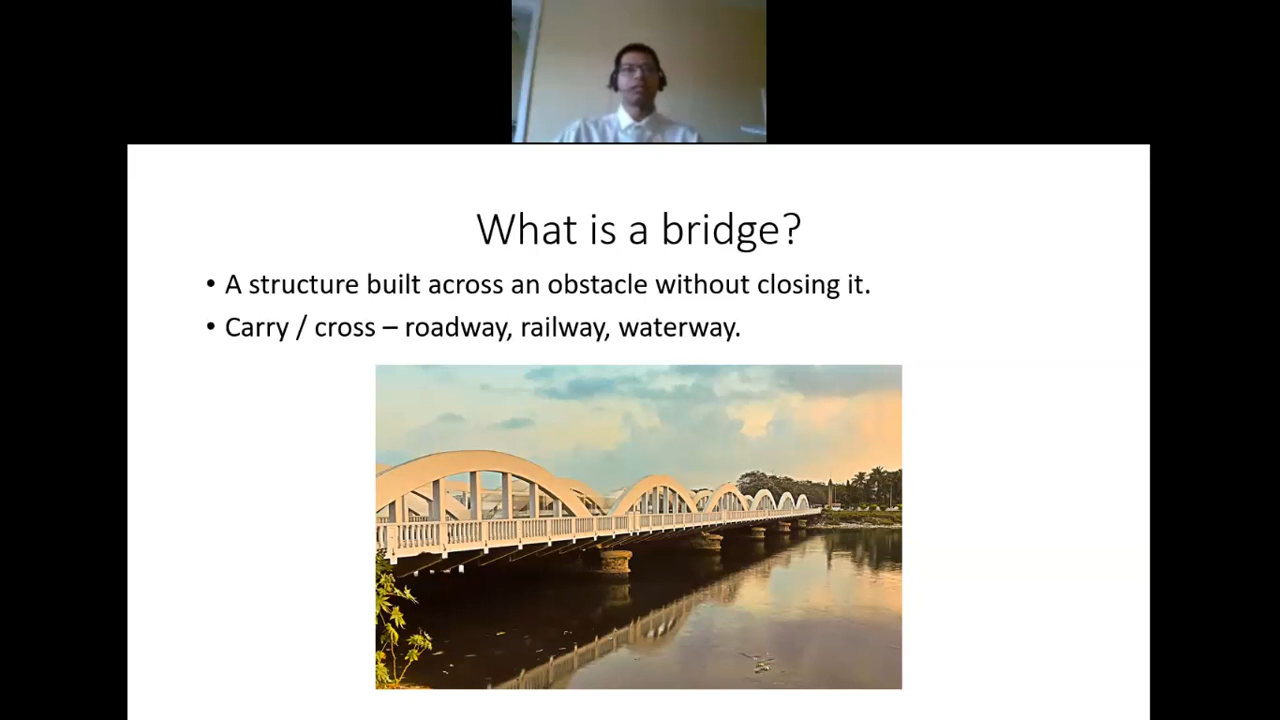 What is a bridge?
• A structure built across an obstacle without closing it.
• Carry / cross – roadway, railway, waterway.